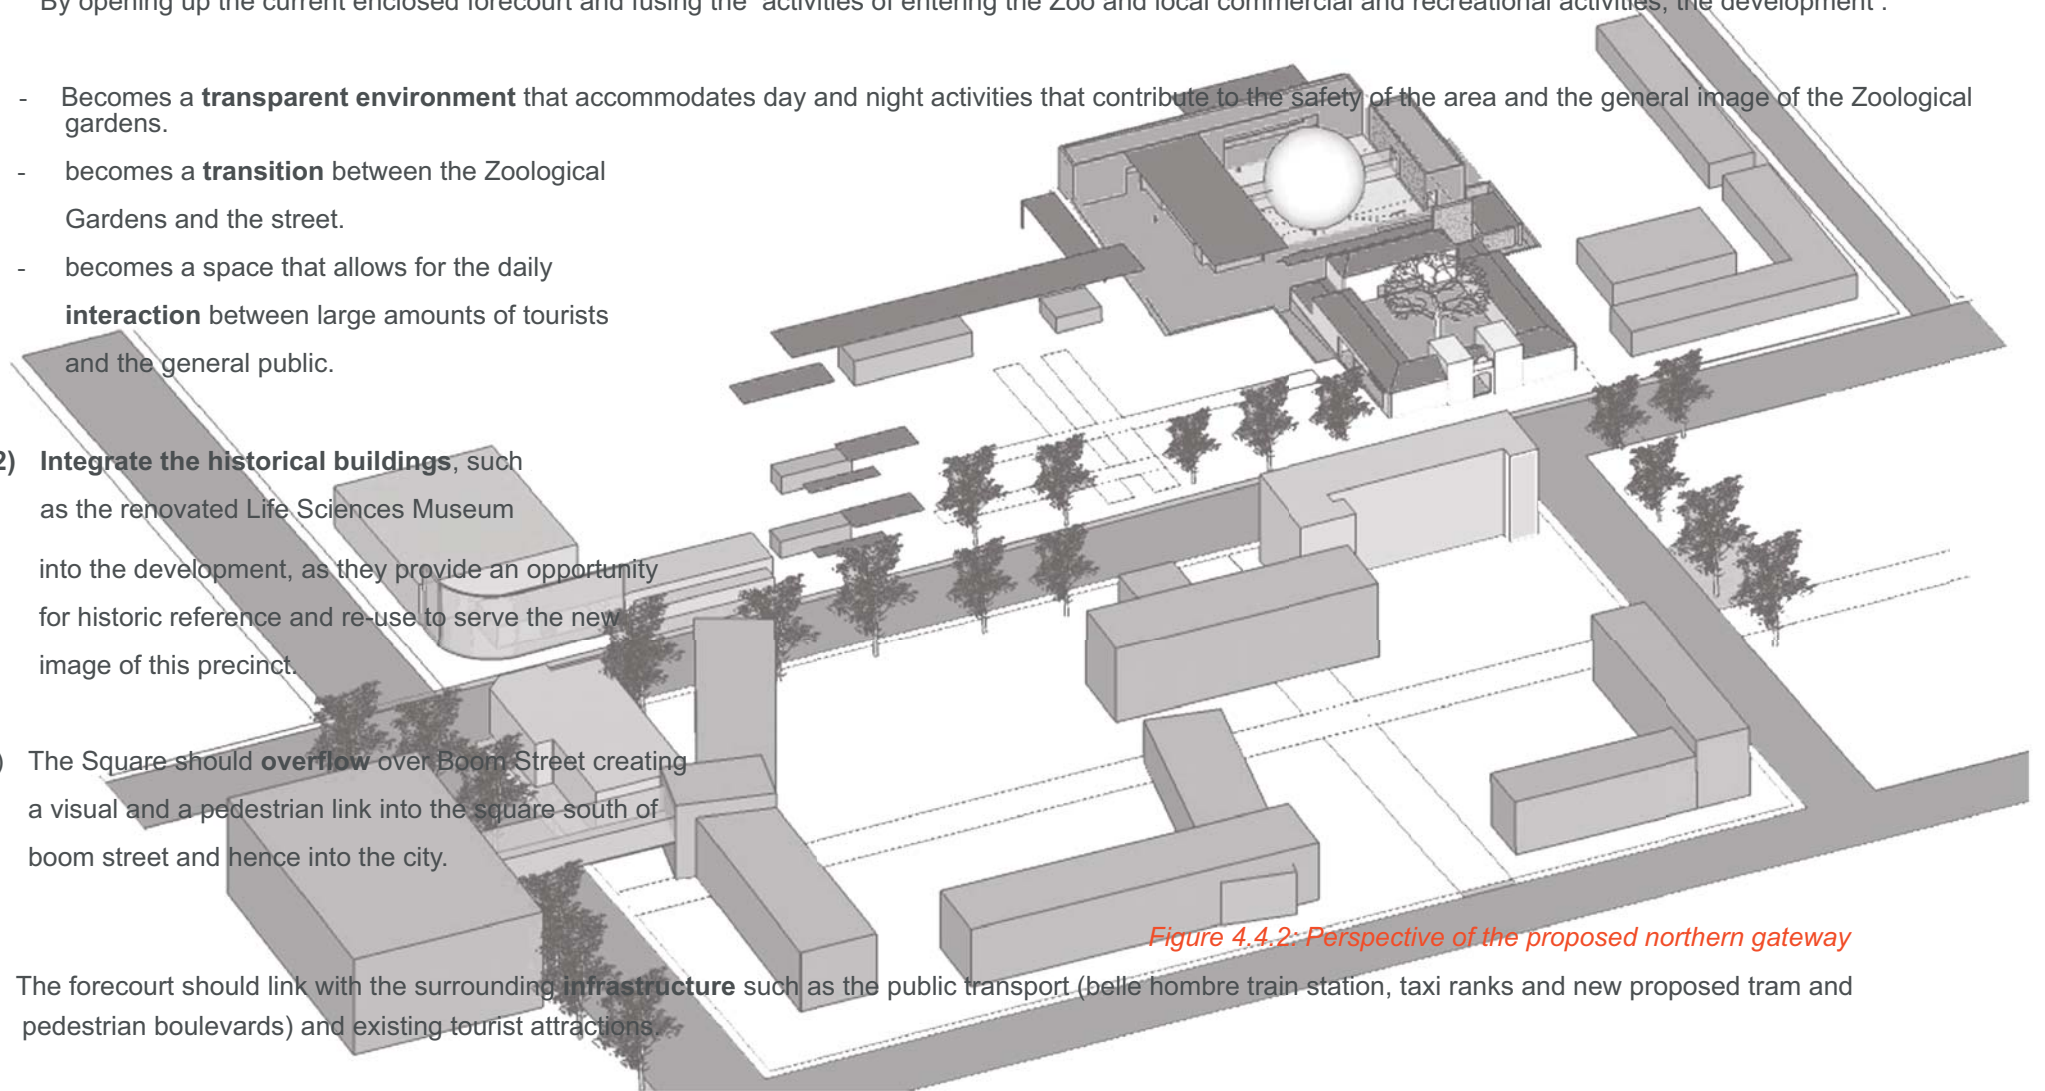 By opening up the current enclosed forecourt and fusing the activities of entering the Zoo and local commercial and recreational activities, the development :
- Becomes a transparent environment that accommodates day and night activities that contribute to the safety of the area and the general image of the Zoological
gardens.
- becomes a transition between the Zoological
Gardens and the street.
- becomes a space that allows for the daily
interaction between large amounts of tourists
and the general public.
2) Integrate the historical buildings, such
as the renovated Life Sciences Museum
into the development, as they provide an opportunity
for historic reference and re-use to serve the new
image of this precinct.
) The Square should overflow over Boom Street creating
a visual and a pedestrian link into the square south of
boom street and hence into the city.
Figure 4.4.2: Perspective of the proposed northern gateway
The forecourt should link with the surrounding infrastructure such as the public transport (belle hombre train station, taxi ranks and new proposed tram and
pedestrian boulevards) and existing tourist attractions.